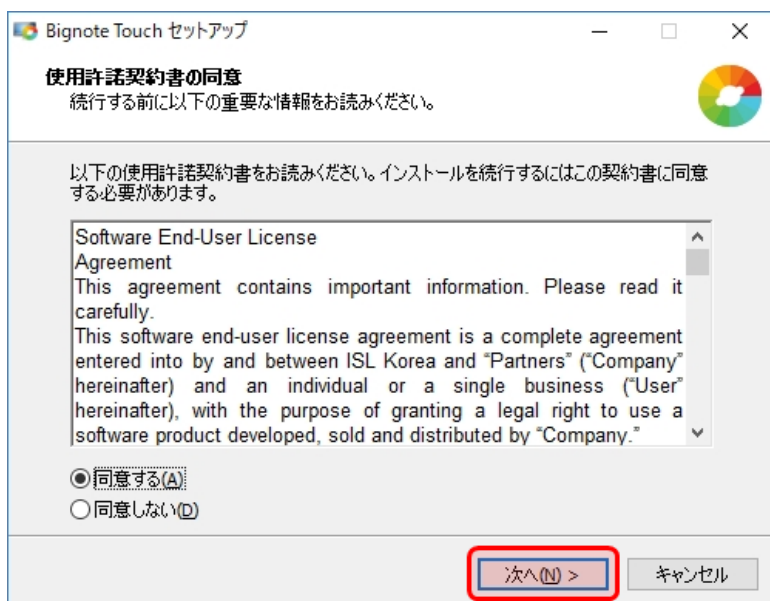 Bignote Touch セットアップ
使用許諾契約書の同意
続行する前に以下の重要な情報をお読みください。
以下の使用許諾契約書をお読みください。インストールを続行するにはこの契約書に同意
する必要があります。
Software End-User License
Agreement
This agreement contains important information. Please read it
carefully.
This software end-user license agreement is a complete agreement
entered into by and between ISL Korea and “Partners” (“Company”
hereinafter) and an individual or a single business (“User”
hereinafter), with the purpose of granting a legal right to use a
software product developed, sold and distributed by “Company.”
同意する(A)
同意しない(D)
次へ(N) >
キャンセル